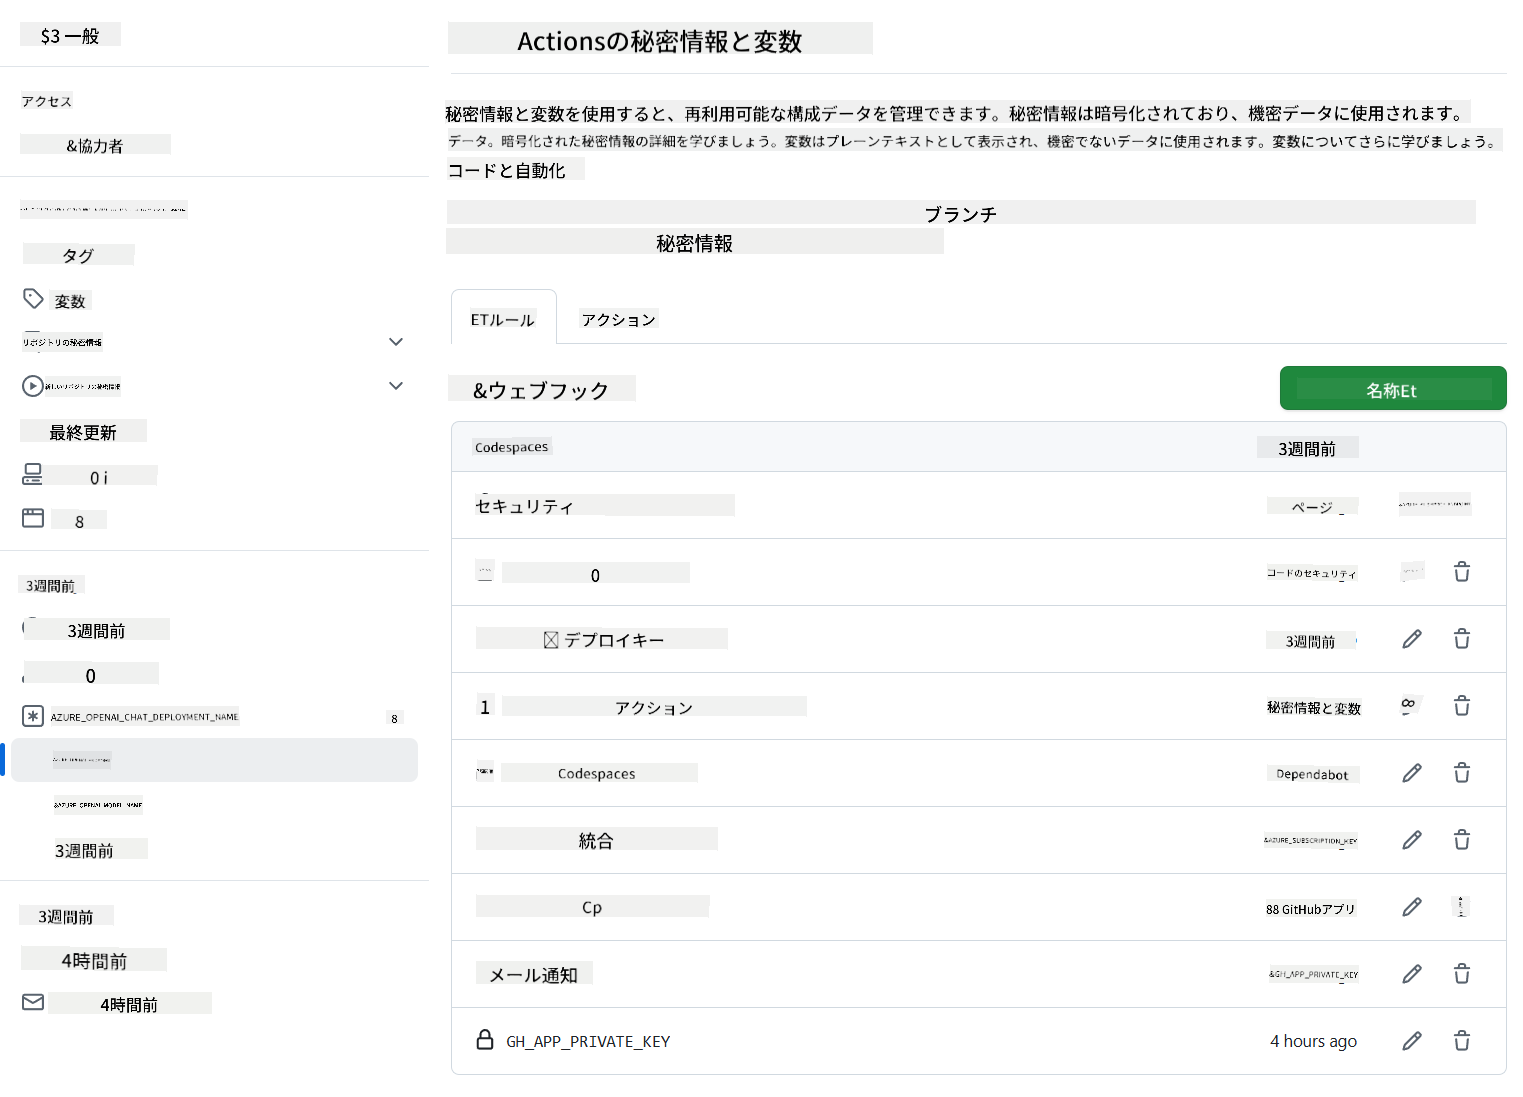 $3 一般
アクセス
&協力者
タグ
変数
リポジトリの秘密情報
新しいリポジトリの秘密情報
最終更新
0 i
8
3週間前
3週間前
0
AZURE_OPENAI_CHAT_DEPLOYMENT_NAME 8
&AZURE_OPENAI_MODEL_NAME
3週間前
3週間前
4時間前
4時間前
Actionsの秘密情報と変数
秘密情報と変数を使用すると、再利用可能な構成データを管理できます。秘密情報は暗号化されており、機密データに使用されます。
データ。暗号化された秘密情報の詳細を学びましょう。変数はプレーンテキストとして表示され、機密でないデータに使用されます。変数についてさらに学びましょう。
コードと自動化
ブランチ
秘密情報
ETルール アクション
&ウェブフック 名称Et
Codespaces 3週間前
セキュリティ ページ
0 コードのセキュリティ
デプロイキー 3週間前
1 アクション 秘密情報と変数 8
Codespaces Dependabot
統合 &AZURE_SUBSCRIPTION_KEY
Cp 88 GitHubアプリ
メール通知 &GH_APP_PRIVATE_KEY
GH_APP_PRIVATE_KEY 4 hours ago